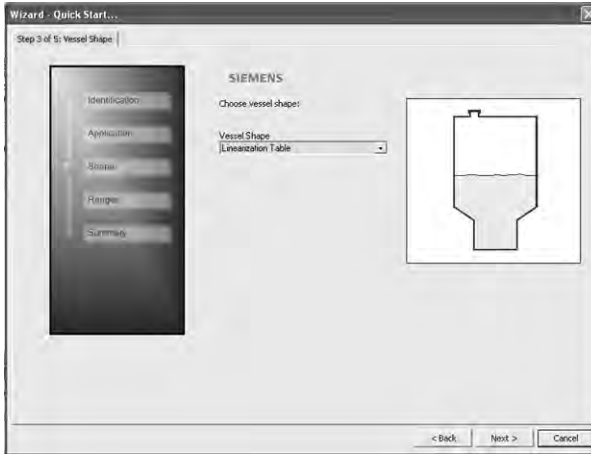 Wizard - Quick Start...
Step 3 of 5: Vessel Shape
Identification
Application
Shapes
Ranges
Summary
SIEMENS
Choose vessel shape:
Vessel Shape
Linearization Table
< Back
Next >
Cancel